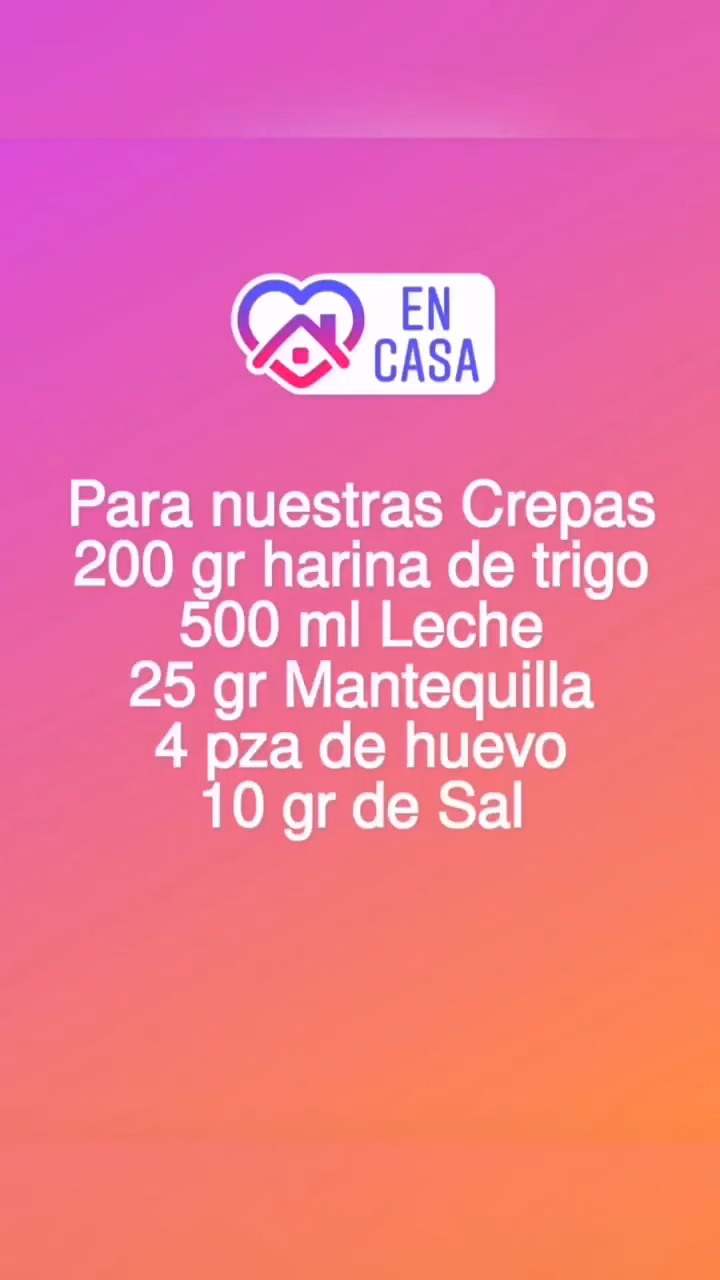 EN
CASA
Para nuestras Crepas
200 gr harina de trigo
500 ml Leche
25 gr Mantequilla
4 pza de huevo
10 gr de Sal